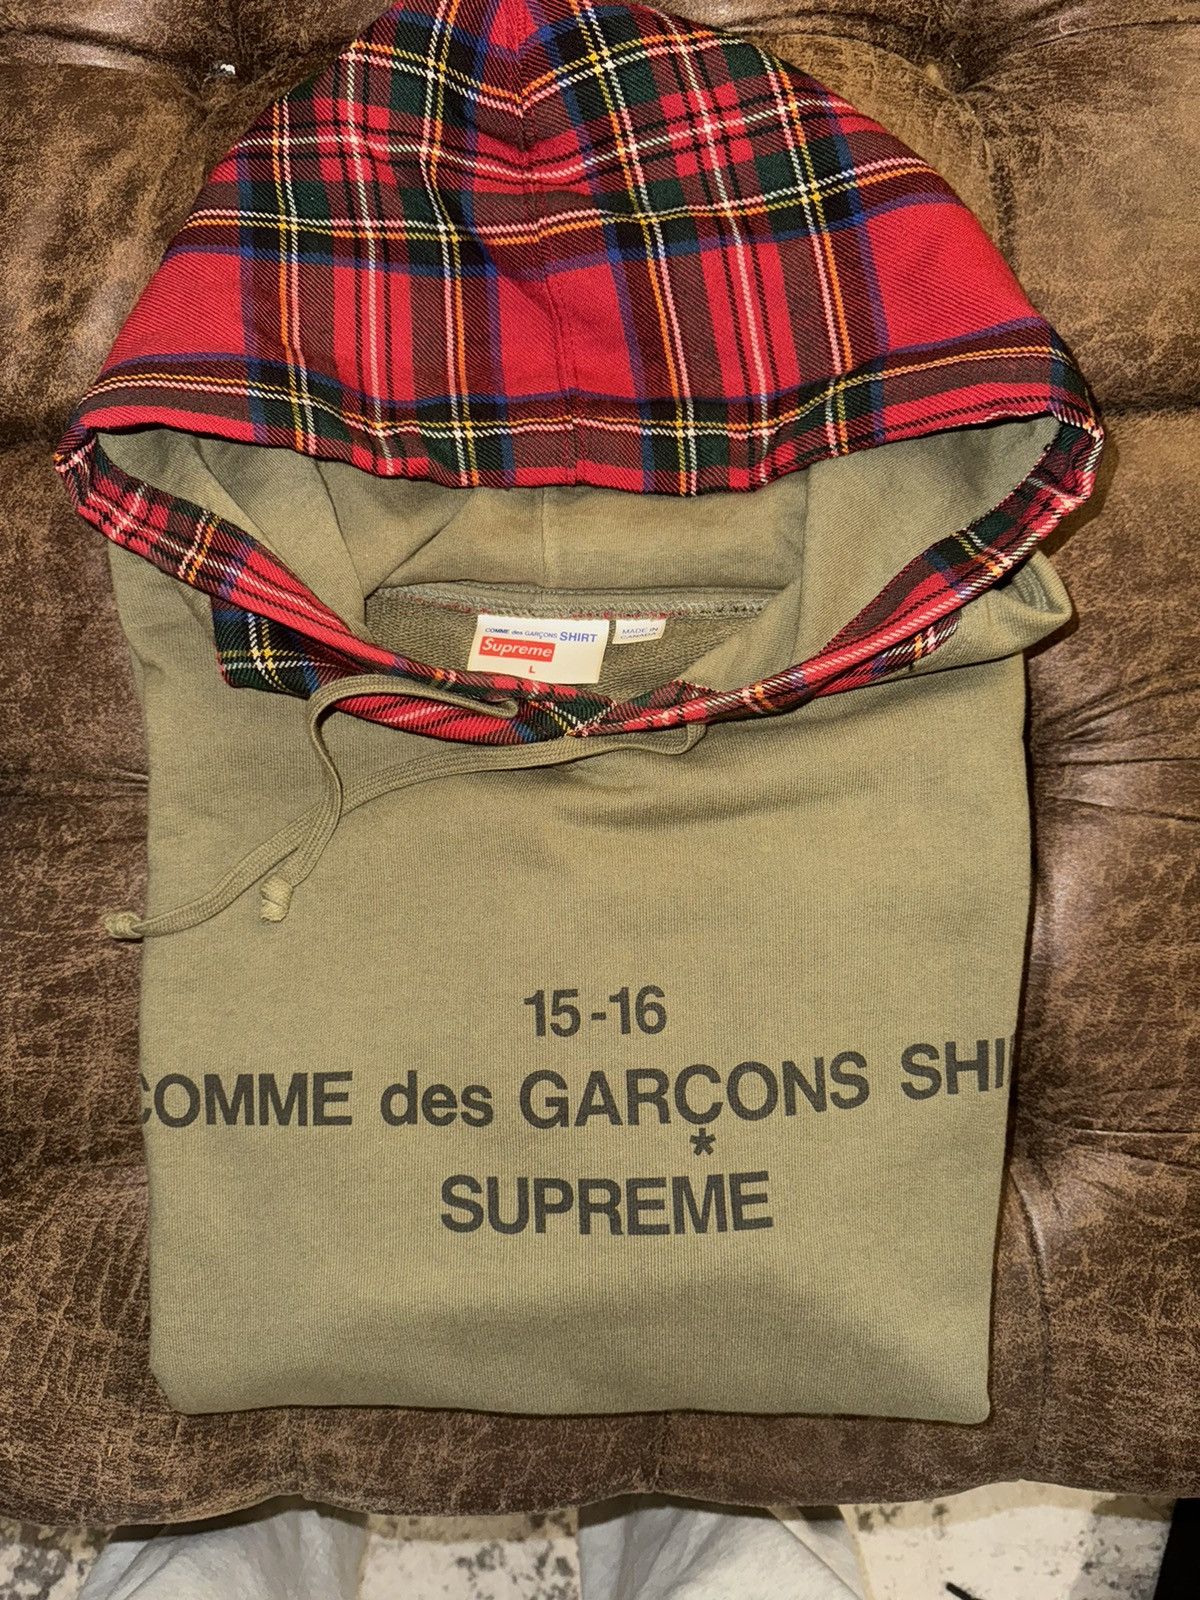 COMME des GARÇONS SHIRT
Supreme
L
MADE IN
CANADA
15-16
COMME des GARÇONS SHI
*
SUPREME